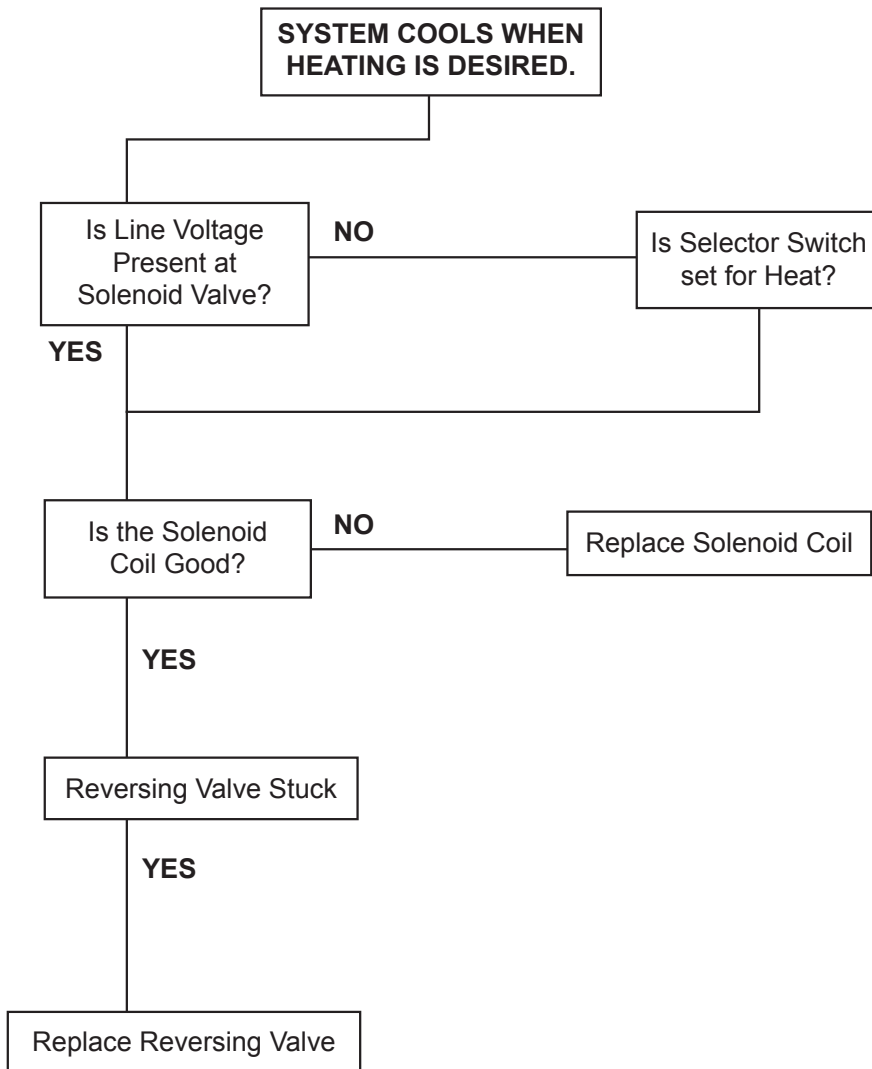 SYSTEM COOLS WHEN
HEATING IS DESIRED.
Is Line Voltage
Present at
Solenoid Valve?
NO
Is Selector Switch
set for Heat?
YES
Is the Solenoid
Coil Good?
NO
Replace Solenoid Coil
YES
Reversing Valve Stuck
YES
Replace Reversing Valve